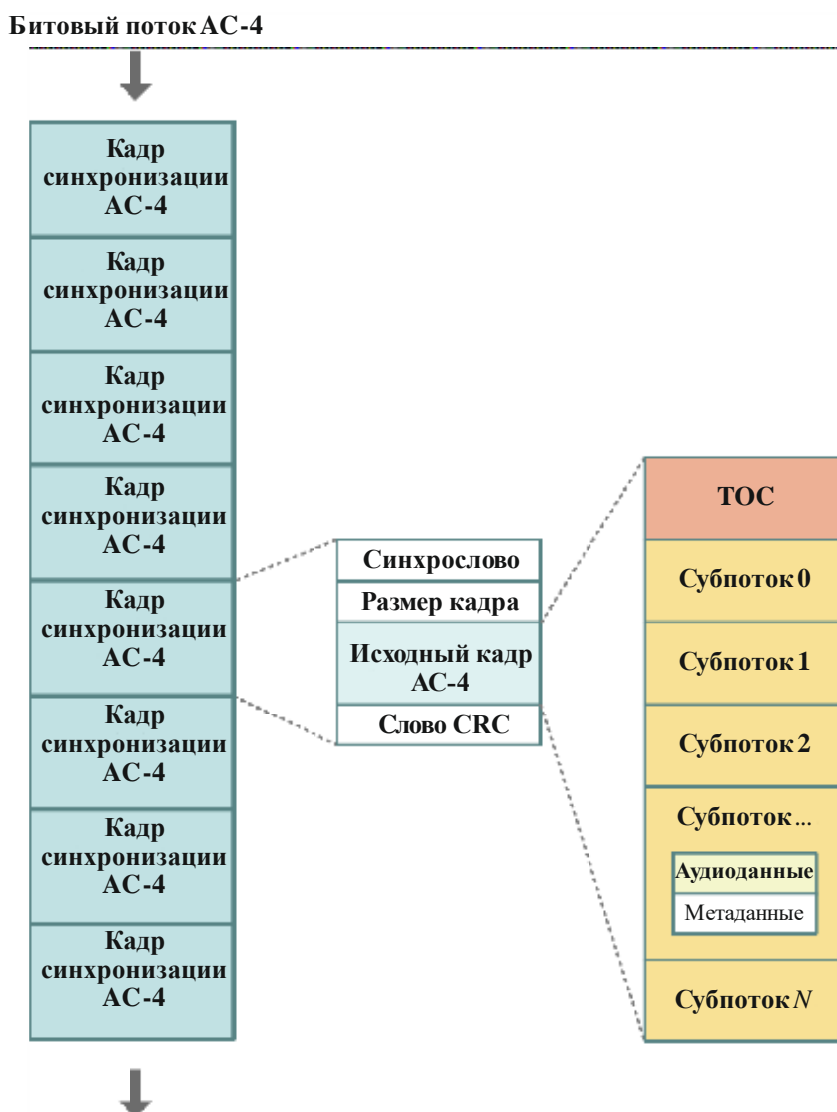 Битовый поток АС-4
Кадр
синхронизации
АС-4
Кадр
синхронизации
АС-4
Кадр
синхронизации
АС-4
Кадр
синхронизации
АС-4
Кадр
синхронизации
АС-4
Кадр
синхронизации
АС-4
Кадр
синхронизации
АС-4
Кадр
синхронизации
АС-4
Синхрослово
Размер кадра
Исходный кадр
АС-4
Слово CRC
TOC
Субпоток 0
Субпоток 1
Субпоток 2
Субпоток ...
Аудиоданные
Метаданные
Субпоток N